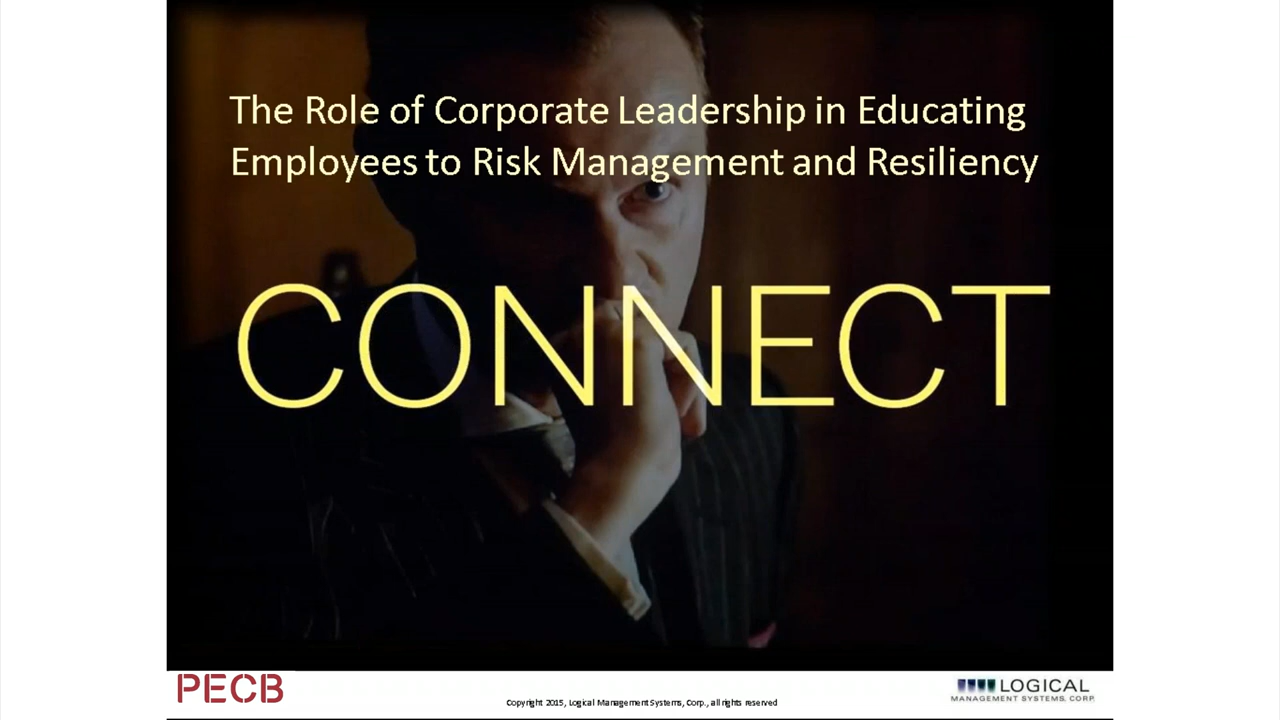 The Role of Corporate Leadership in Educating
Employees to Risk Management and Resiliency
CONNECT
PECB
Copyright 2015, Logical Management Systems, Corp., all rights reserved
LOGICAL
MANAGEMENT SYSTEMS, CORP.